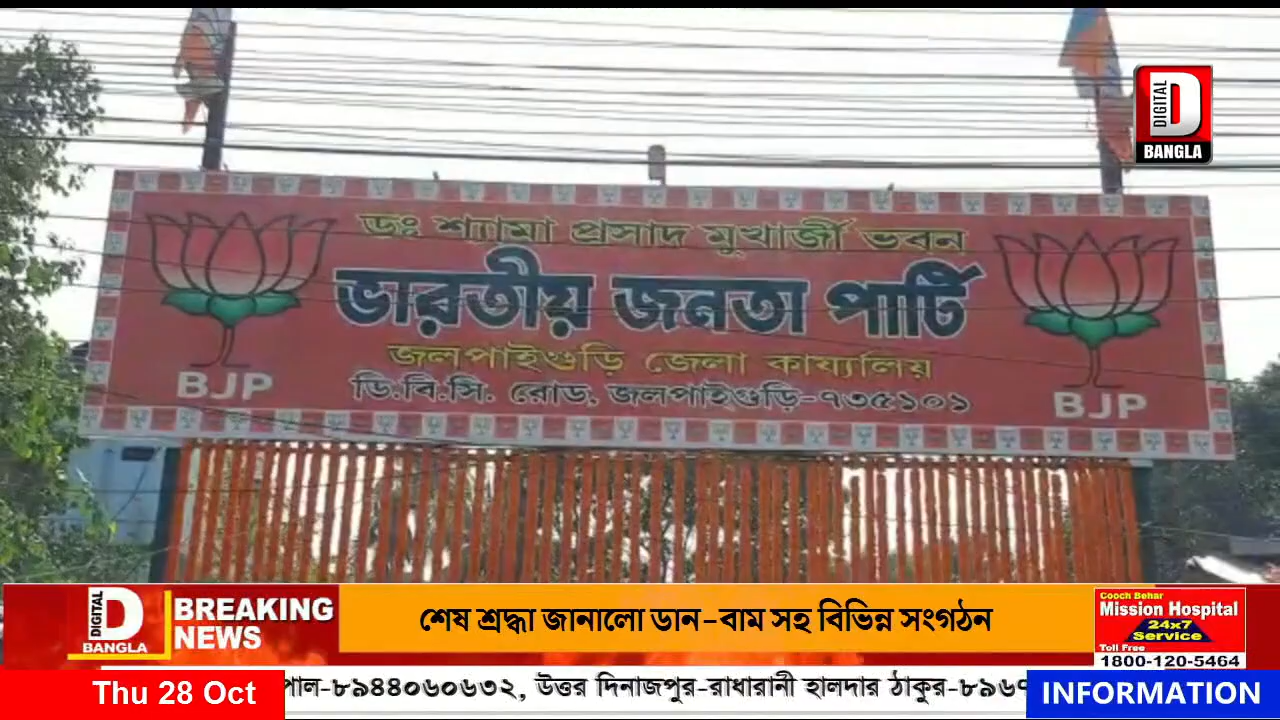 DIGITAL
D
BANGLA
ডঃ শ্যামা প্রসাদ মুখার্জী ভবন
ভারতীয় জনতা পার্টি
জলপাইগুড়ি জেলা কার্য্যালয়
ডি.বি.সি. রোড, জলপাইগুড়ি-৭৩৫১০১
BJP
BJP
DIGITAL
D
BANGLA
BREAKING
NEWS
শেষ শ্রদ্ধা জানালো ডান-বাম সহ বিভিন্ন সংগঠন
Cooch Behar
Mission Hospital
24x7
Service
Toll Free
1800-120-5464
Thu 28 Oct
পাল-৮৯৪৪০৬০৬৩২, উত্তর দিনাজপুর-রাধারানী হালদার ঠাকুর-৮৯৬৭
INFORMATION